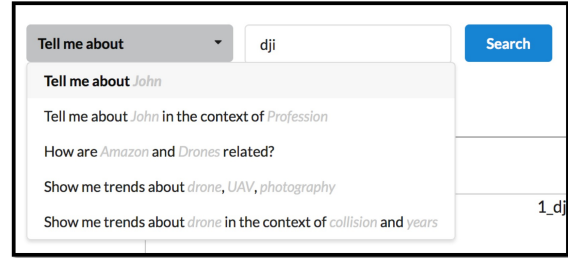 Tell me about dji Search
Tell me about John
Tell me about John in the context of Profession
How are Amazon and Drones related?
Show me trends about drone, UAV, photography
1_dj
Show me trends about drone in the context of collision and years